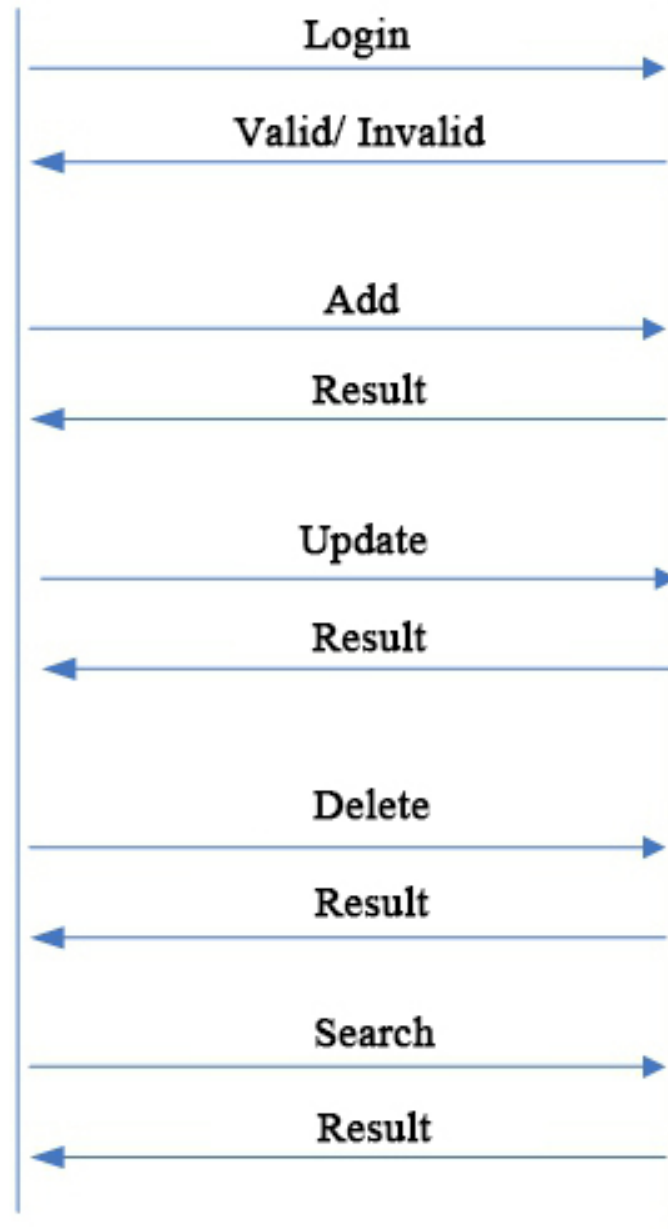 Login
Valid/ Invalid
Add
Result
Update
Result
Delete
Result
Search
Result